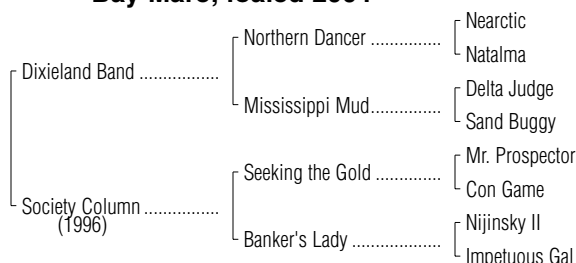 Bay Mare; foaled 2001
Nearctic
Northern Dancer ...............
Natalma
Dixieland Band .................
Delta Judge
Mississippi Mud...............
Sand Buggy
Mr. Prospector
Seeking the Gold ...............
Con Game
Society Column ................
(1996)
Nijinsky II
Banker's Lady ...................
Impetuous Gal